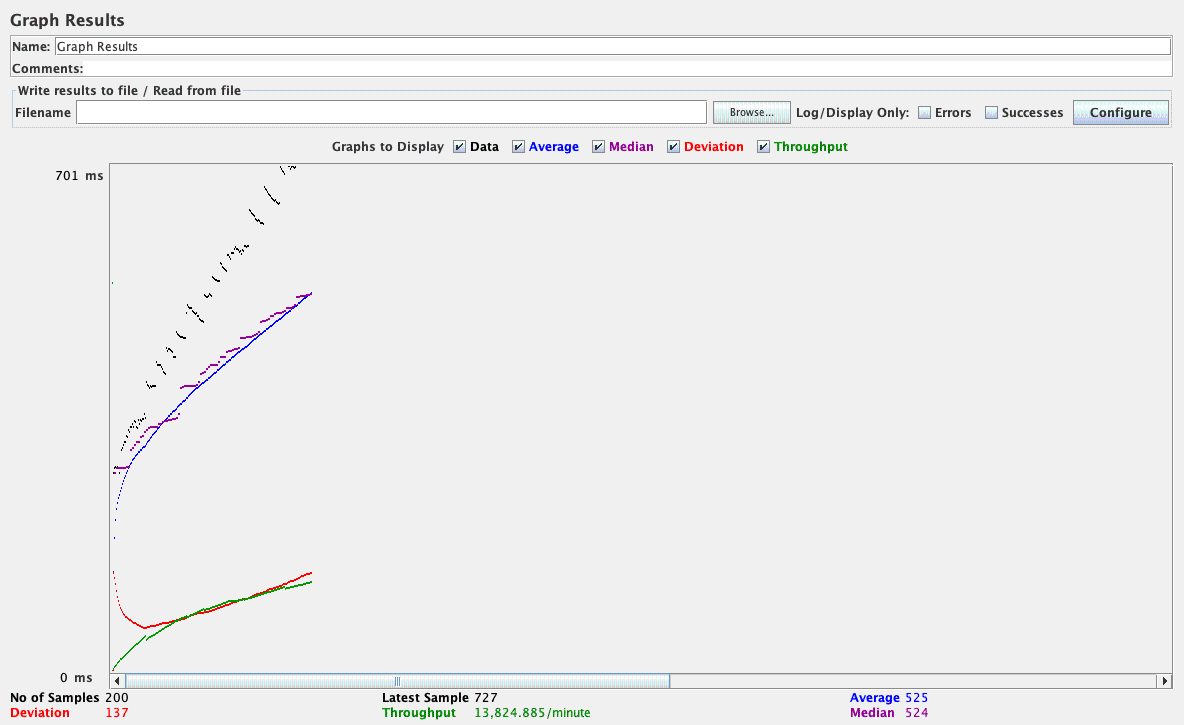 Graph Results
Name: Graph Results
Comments:
Write results to file / Read from file
Filename Browse... Log/Display Only: Errors Successes Configure
Graphs to Display Data Average Median Deviation Throughput
701 ms
0 ms
No of Samples 200 Latest Sample 727 Average 525
Deviation 137 Throughput 13,824.885/minute Median 524